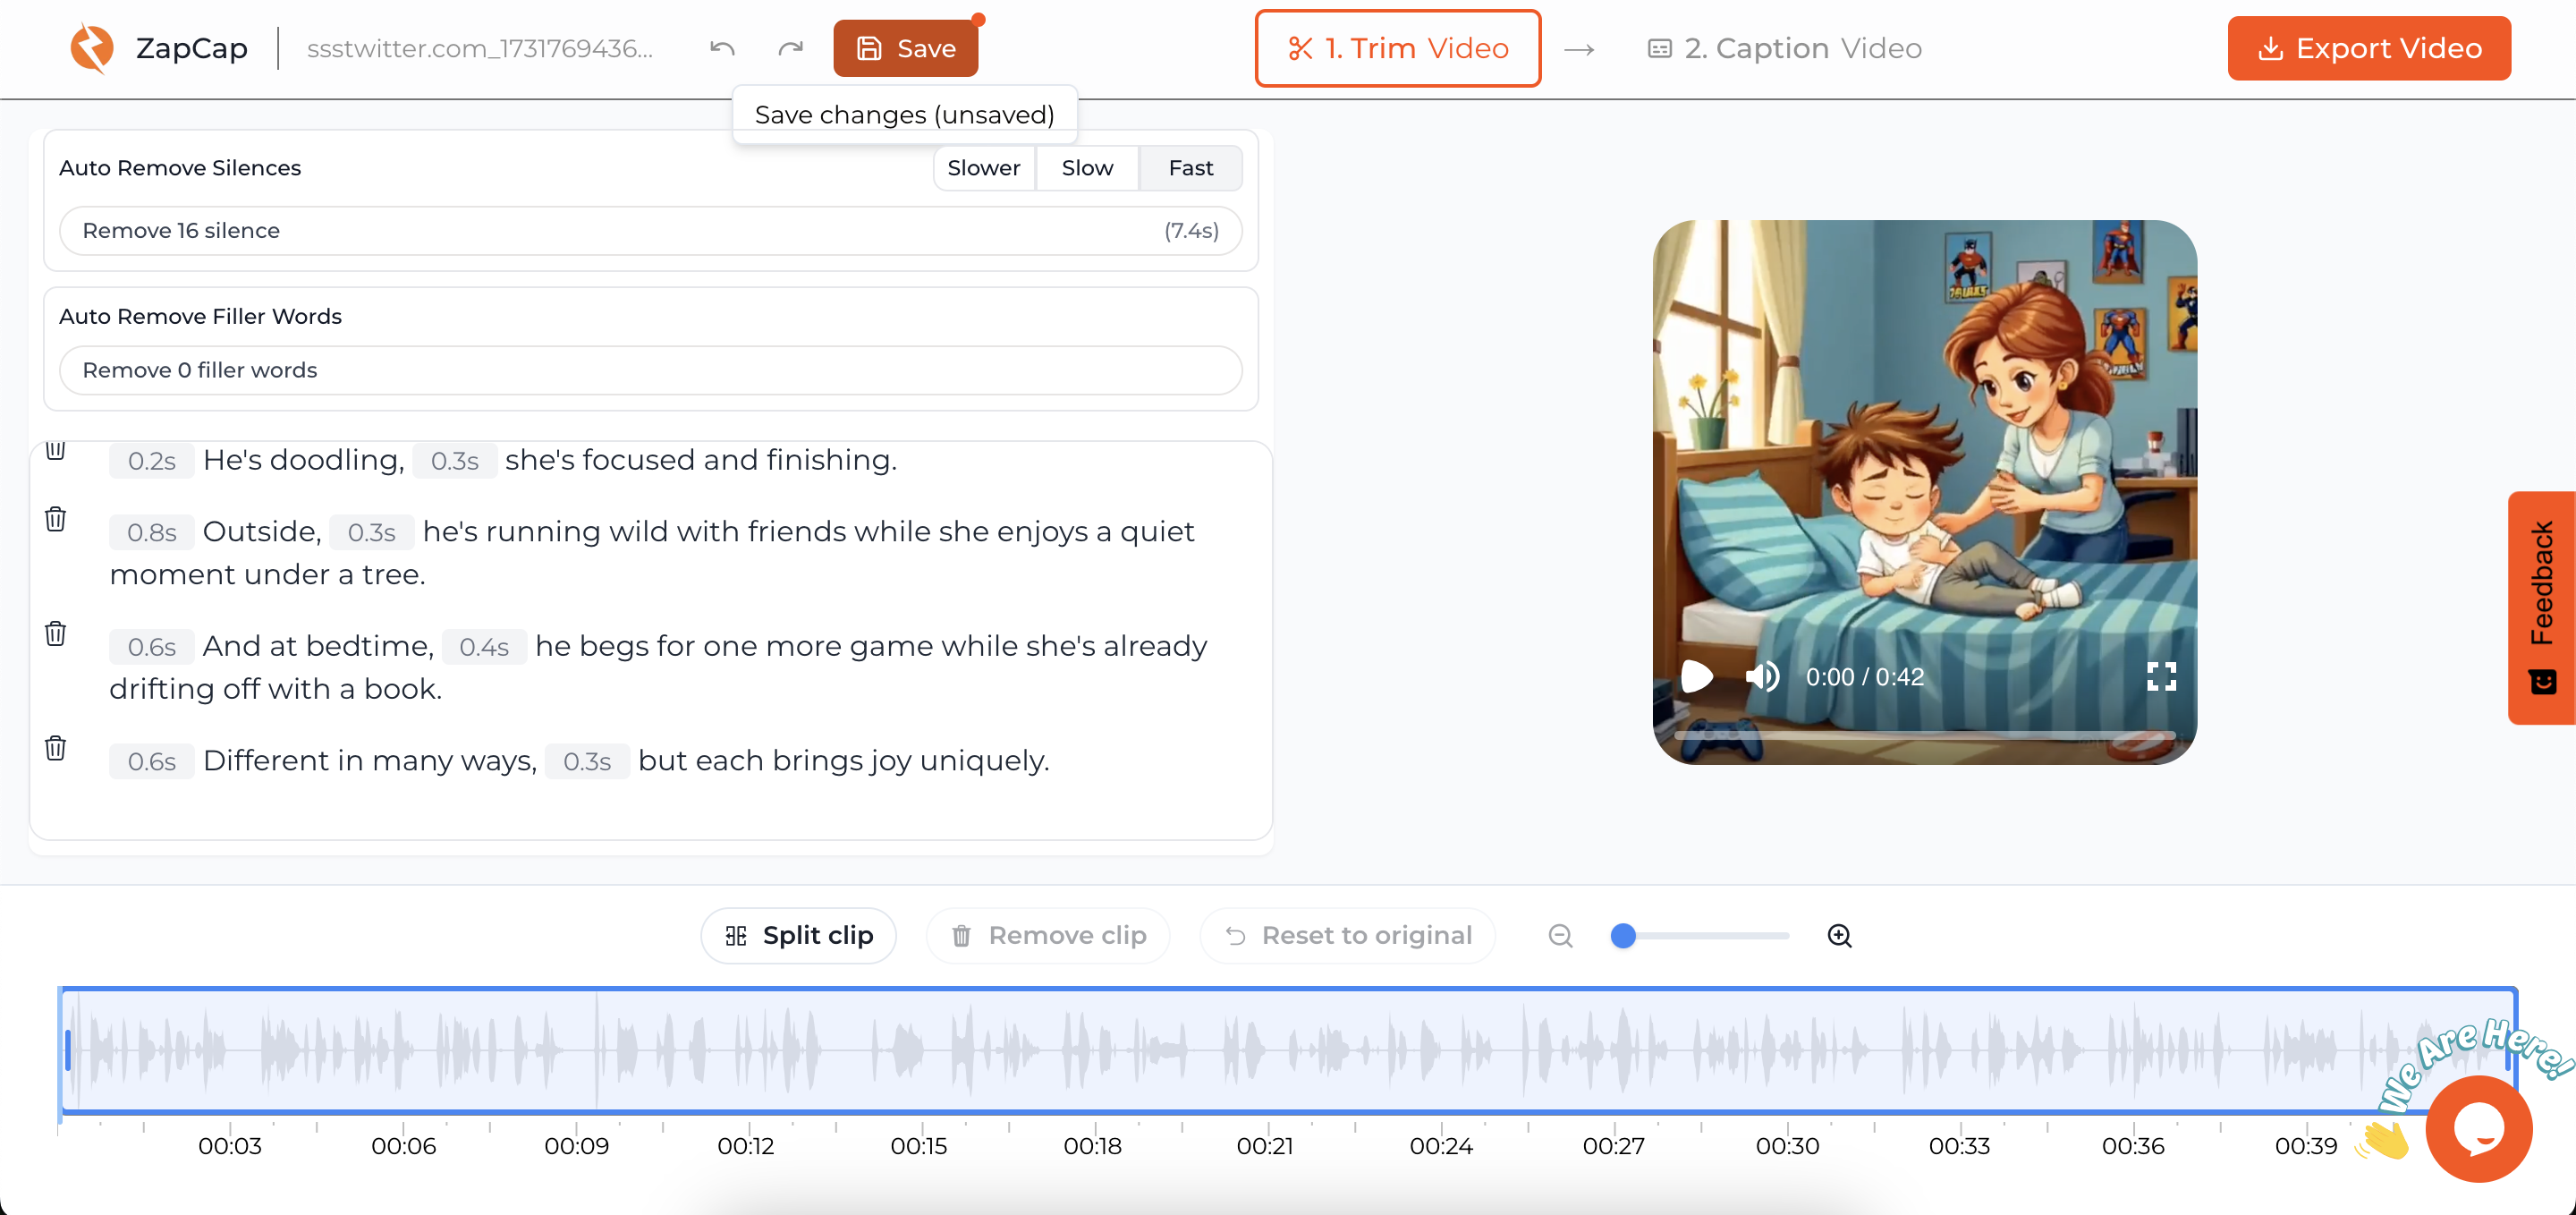 ZapCap
ssstwitter.com_1731769436...
Save
1. Trim Video
2. Caption Video
Export Video
Save changes (unsaved)
Auto Remove Silences
Slower Slow Fast
Remove 16 silence (7.4s)
Auto Remove Filler Words
Remove 0 filler words
0.2s He's doodling, 0.3s she's focused and finishing.
0.8s Outside, 0.3s he's running wild with friends while she enjoys a quiet
moment under a tree.
0.6s And at bedtime, 0.4s he begs for one more game while she's already
drifting off with a book.
0.6s Different in many ways, 0.3s but each brings joy uniquely.
0:00 / 0:42
Feedback
Split clip
Remove clip
Reset to original
We Are Here!
00:03 00:06 00:09 00:12 00:15 00:18 00:21 00:24 00:27 00:30 00:33 00:36 00:39